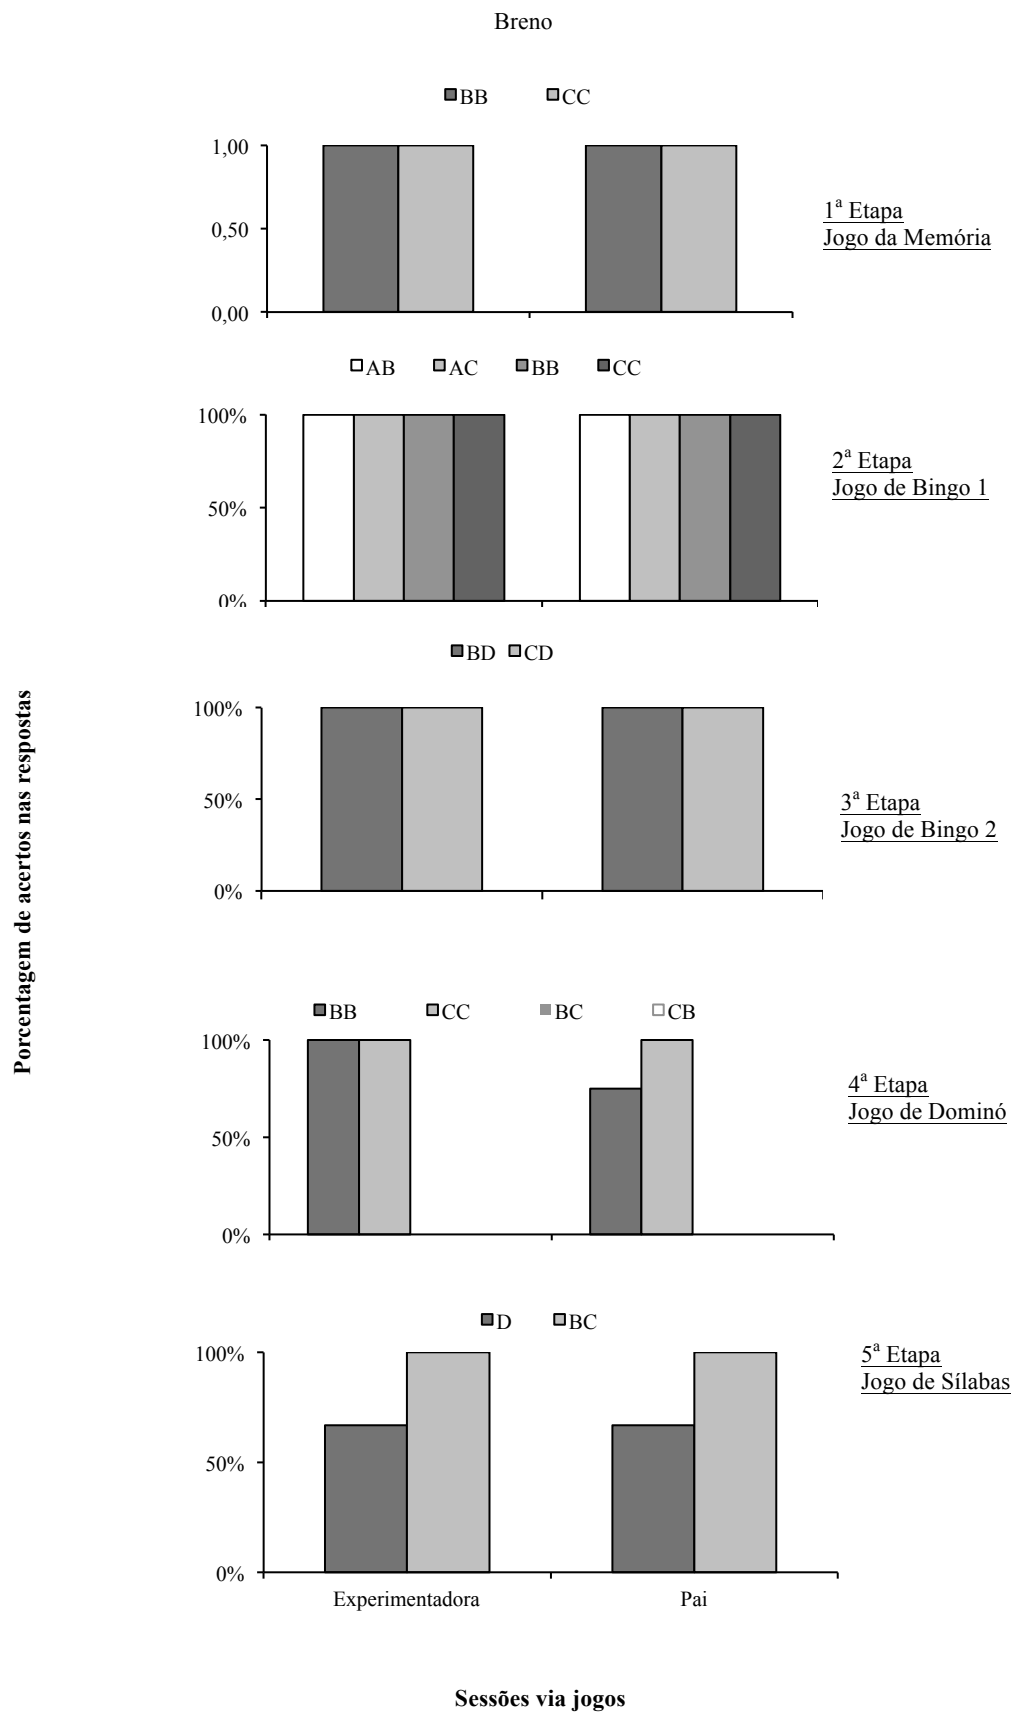 Breno
BB CC
1,00
0,50
0,00
1ª Etapa
Jogo da Memória
AB AC BB CC
100%
50%
0%
2ª Etapa
Jogo de Bingo 1
BD CD
100%
50%
0%
3ª Etapa
Jogo de Bingo 2
Porcentagem de acertos nas respostas
BB CC BC CB
100%
50%
0%
4ª Etapa
Jogo de Dominó
D BC
100%
50%
0%
5ª Etapa
Jogo de Sílabas
Experimentadora Pai
Sessões via jogos